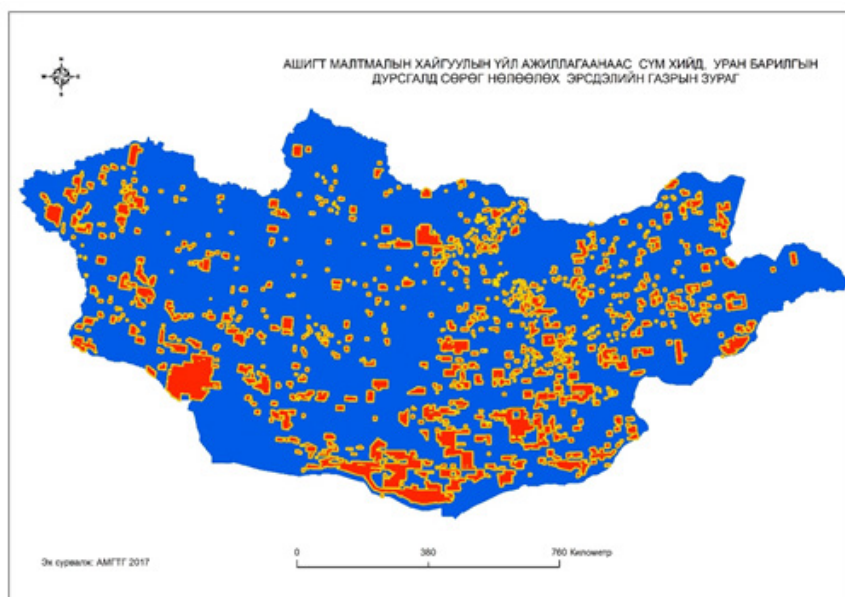 АШИГТ МАЛТМАЛЫН ХАЙГУУЛЫН ҮЙЛ АЖИЛЛАГААНААС СҮМ ХИЙД, УРАН БАРИЛГЫН
ДУРСГАЛД СӨРӨГ НӨЛӨӨЛӨХ ЭРСДЭЛИЙН ГАЗРЫН ЗУРАГ
0 380 760 Километр
Эх сурвалж: АМГТГ 2017